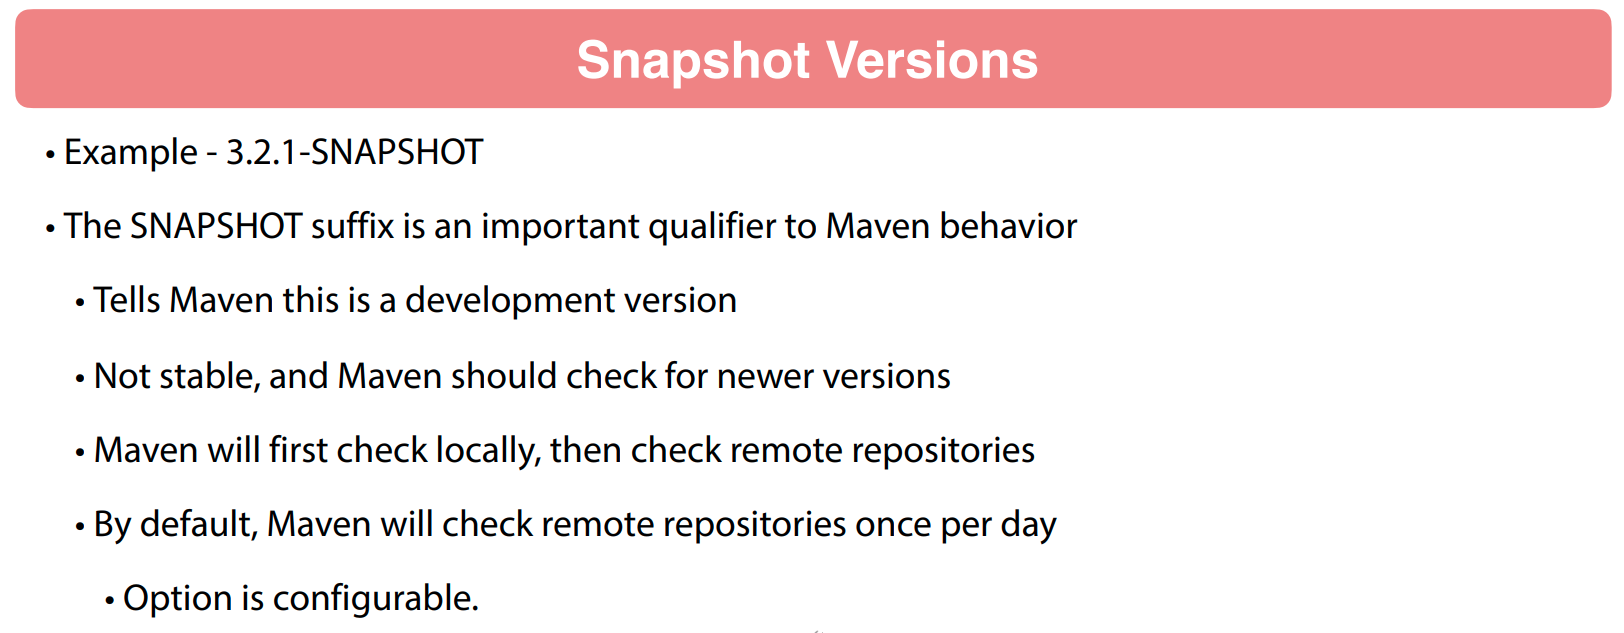 Snapshot Versions
• Example - 3.2.1-SNAPSHOT
• The SNAPSHOT suffix is an important qualifier to Maven behavior
• Tells Maven this is a development version
• Not stable, and Maven should check for newer versions
• Maven will first check locally, then check remote repositories
• By default, Maven will check remote repositories once per day
• Option is configurable.